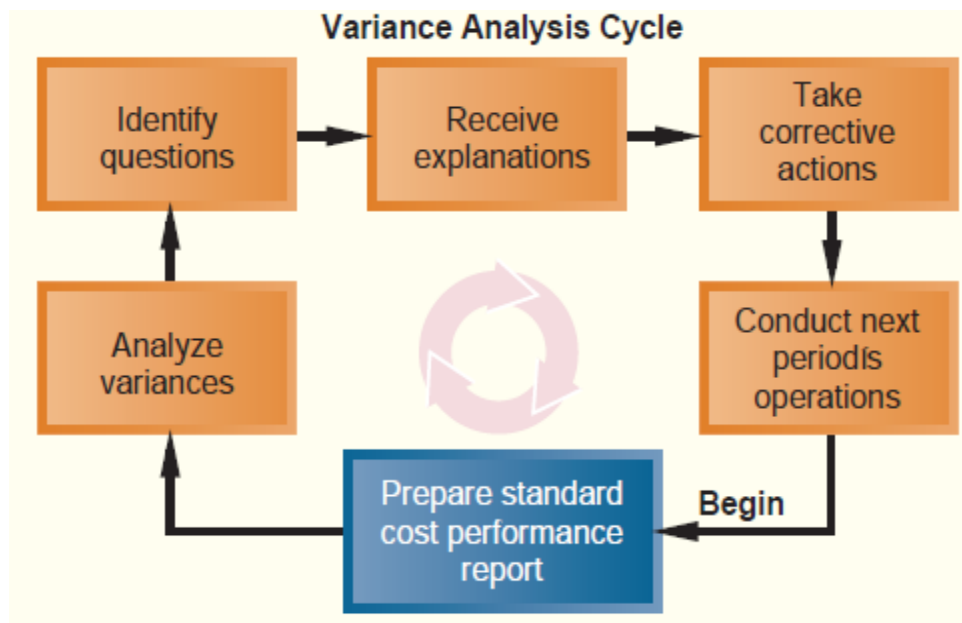 Variance Analysis Cycle
Identify
questions
Receive
explanations
Take
corrective
actions
Analyze
variances
Conduct next
periodís
operations
Prepare standard
cost performance
report
Begin